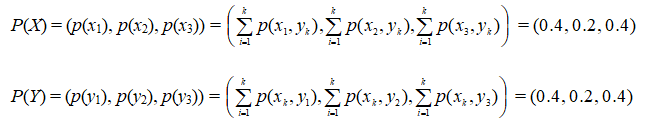 P(X) = (p(x₁), p(x₂), p(x₃)) = ( ∑_{i=1}^{k} p(x₁, y_k), ∑_{i=1}^{k} p(x₂, y_k), ∑_{i=1}^{k} p(x₃, y_k) ) = (0.4, 0.2, 0.4)
P(Y) = (p(y₁), p(y₂), p(y₃)) = ( ∑_{i=1}^{k} p(x_k, y₁), ∑_{i=1}^{k} p(x_k, y₂), ∑_{i=1}^{k} p(x_k, y₃) ) = (0.4, 0.2, 0.4)